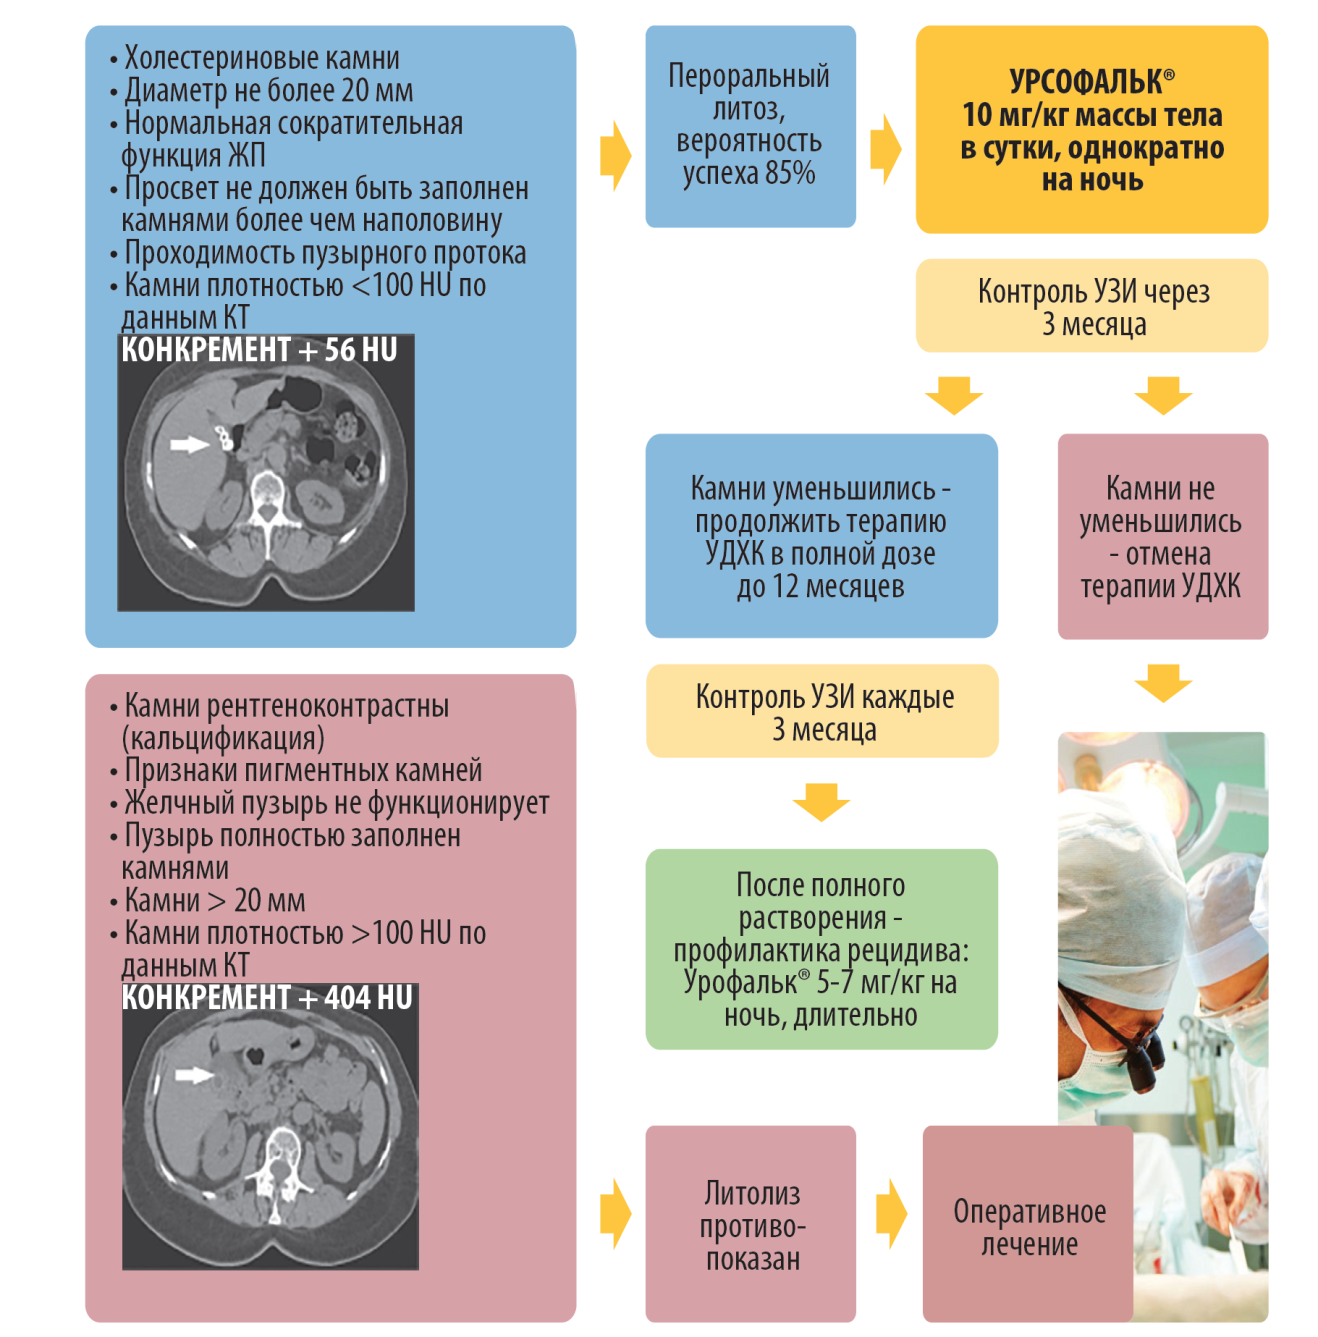 • Холестериновые камни
• Диаметр не более 20 мм
• Нормальная сократительная
функция ЖП
• Просвет не должен быть заполнен
камнями более чем наполовину
• Проходимость пузырного протока
• Камни плотностью <100 HU по
данным КТ
КОНКРЕМЕНТ + 56 HU
Пероральный
литоз,
вероятность
успеха 85%
УРСОФАЛЬК®
10 мг/кг массы тела
в сутки, однократно
на ночь
Контроль УЗИ через
3 месяца
Камни уменьшились -
продолжить терапию
УДХК в полной дозе
до 12 месяцев
Камни не
уменьшились
- отмена
терапии УДХК
Контроль УЗИ каждые
3 месяца
После полного
растворения -
профилактика рецидива:
Урофальк® 5-7 мг/кг на
ночь, длительно
• Камни рентгеноконтрастны
(кальцификация)
• Признаки пигментных камней
• Желчный пузырь не функционирует
• Пузырь полностью заполнен
камнями
• Камни > 20 мм
• Камни плотностью >100 HU по
данным КТ
КОНКРЕМЕНТ + 404 HU
Литолиз
противо-
показан
Оперативное
лечение